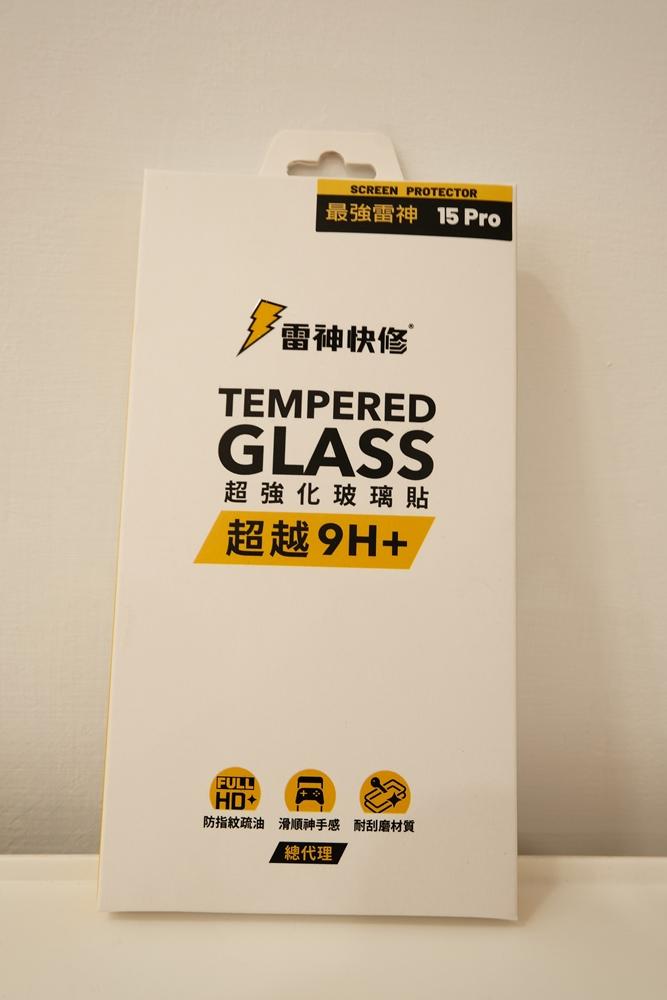 SCREEN PROTECTOR
最強雷神 15 Pro
雷神快修®
TEMPERED
GLASS
超強化玻璃貼
超越9H+
FULL
HD+
防指紋疏油 滑順神手感 耐刮磨材質
總代理